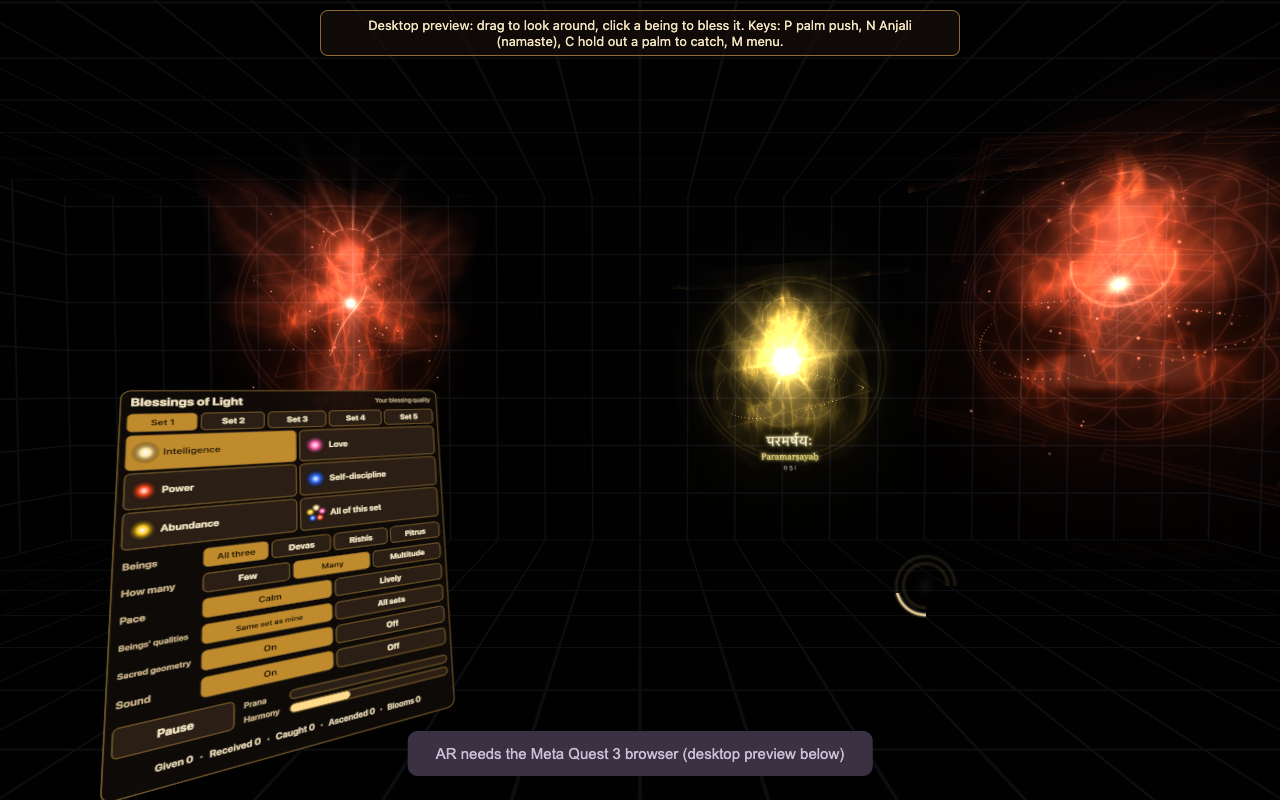 Desktop preview: drag to look around, click a being to bless it. Keys: P palm push, N Anjali
(namaste), C hold out a palm to catch, M menu.
Blessings of Light
Your blessing quality
Set 1
Set 2
Set 3
Set 4
Set 5
Intelligence
Love
Power
Self-discipline
Abundance
All of this set
Beings
All three
Devas
Rishis
Pitrus
How many
Few
Many
Multitude
Pace
Calm
Lively
Beings' qualities
Same set as mine
All sets
Sacred geometry
On
Off
Sound
On
Off
Pause
Prana
Harmony
Given 0 · Received 0 · Caught 0 · Ascended 0 · Blooms 0
परमर्षयः
Paramarṣayaḥ
RSI
AR needs the Meta Quest 3 browser (desktop preview below)